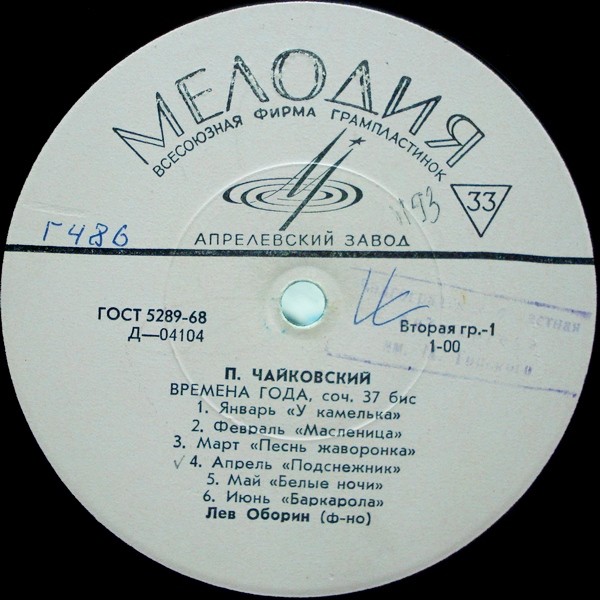 МЕЛОДИЯ
ВСЕСОЮЗНАЯ ФИРМА ГРАМПЛАСТИНОК
33
АПРЕЛЕВСКИЙ ЗАВОД
Г486
ГОСТ 5289-68
Д—04104
Вторая гр.-1
1-00
П. ЧАЙКОВСКИЙ
ВРЕМЕНА ГОДА, соч. 37 бис
1. Январь «У камелька»
2. Февраль «Масленица»
3. Март «Песнь жаворонка»
4. Апрель «Подснежник»
5. Май «Белые ночи»
6. Июнь «Баркарола»
Лев Оборин (ф-но)